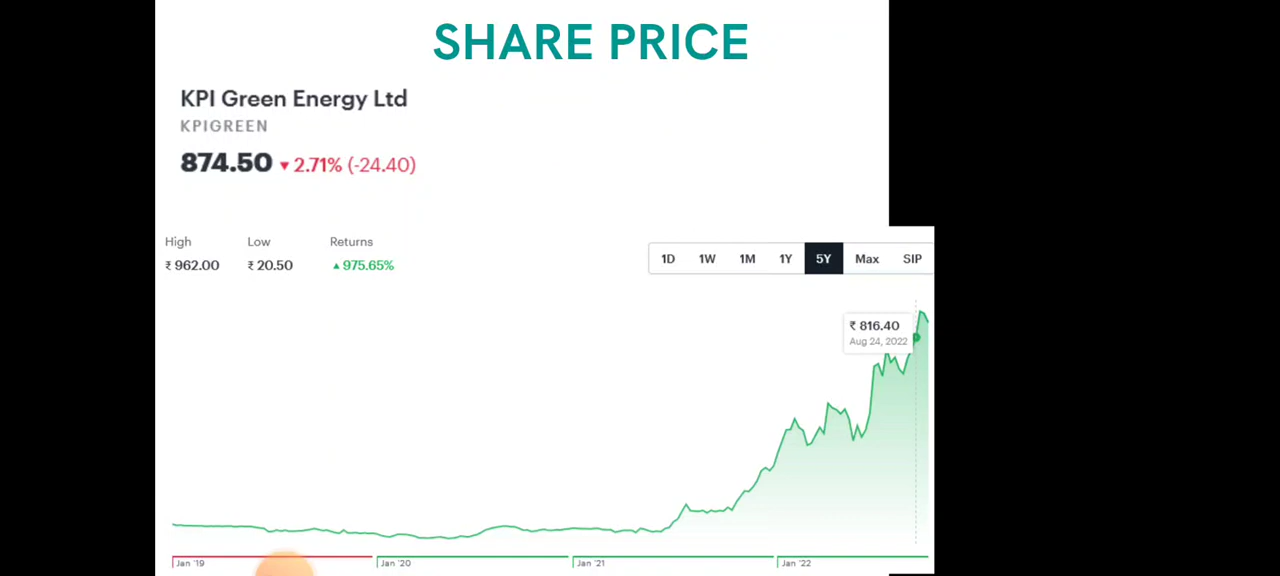 SHARE PRICE
KPI Green Energy Ltd
KPIGREEN
874.50 ▼ 2.71% (-24.40)
High Low Returns
₹ 962.00 ₹ 20.50 ▲ 975.65%
1D 1W 1M 1Y 5Y Max SIP
₹ 816.40
Aug 24, 2022
Jan '19 Jan '20 Jan '21 Jan '22